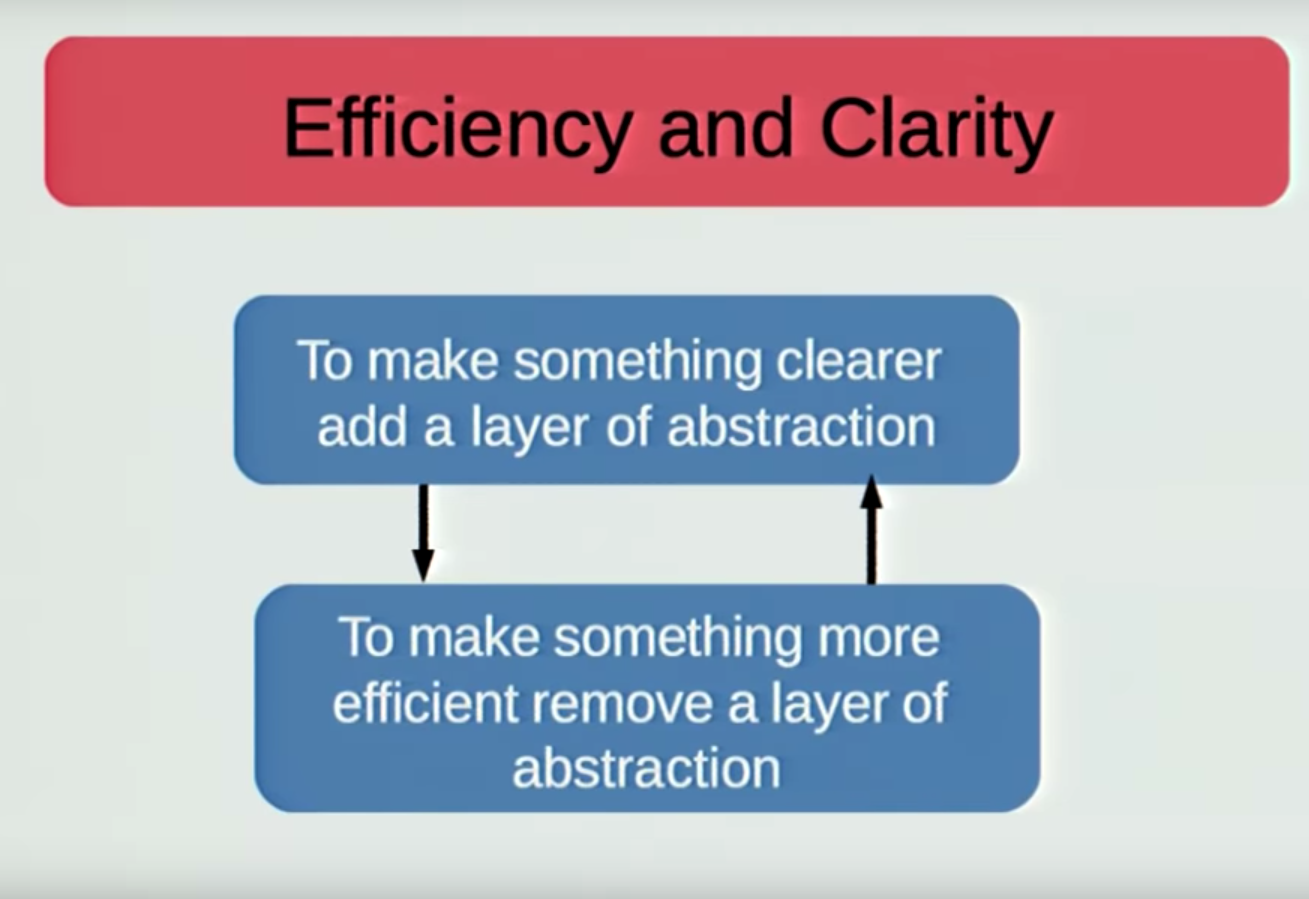 Efficiency and Clarity
To make something clearer
add a layer of abstraction
To make something more
efficient remove a layer of
abstraction